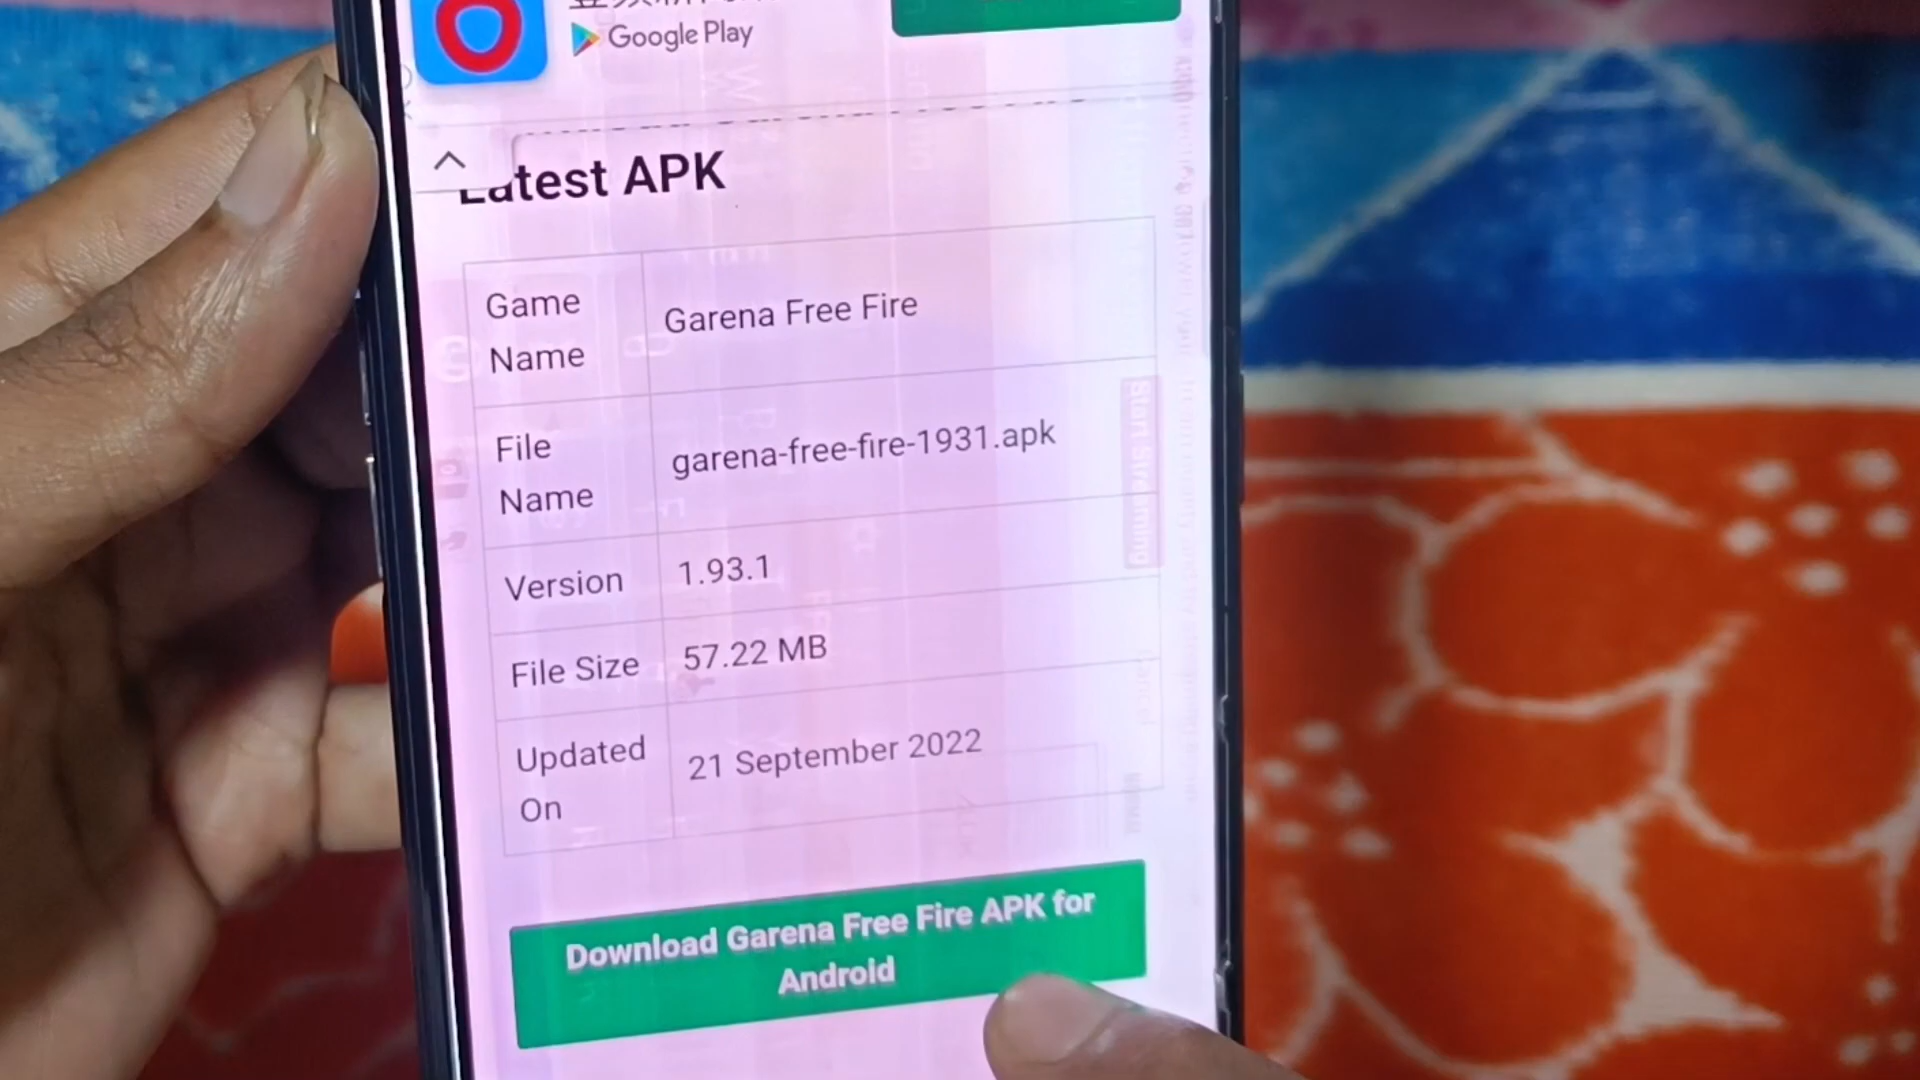 Google Play
Latest APK
Game
Name
Garena Free Fire
File
Name
garena-free-fire-1931.apk
Version
1.93.1
File Size
57.22 MB
Updated
On
21 September 2022
Download Garena Free Fire APK for
Android